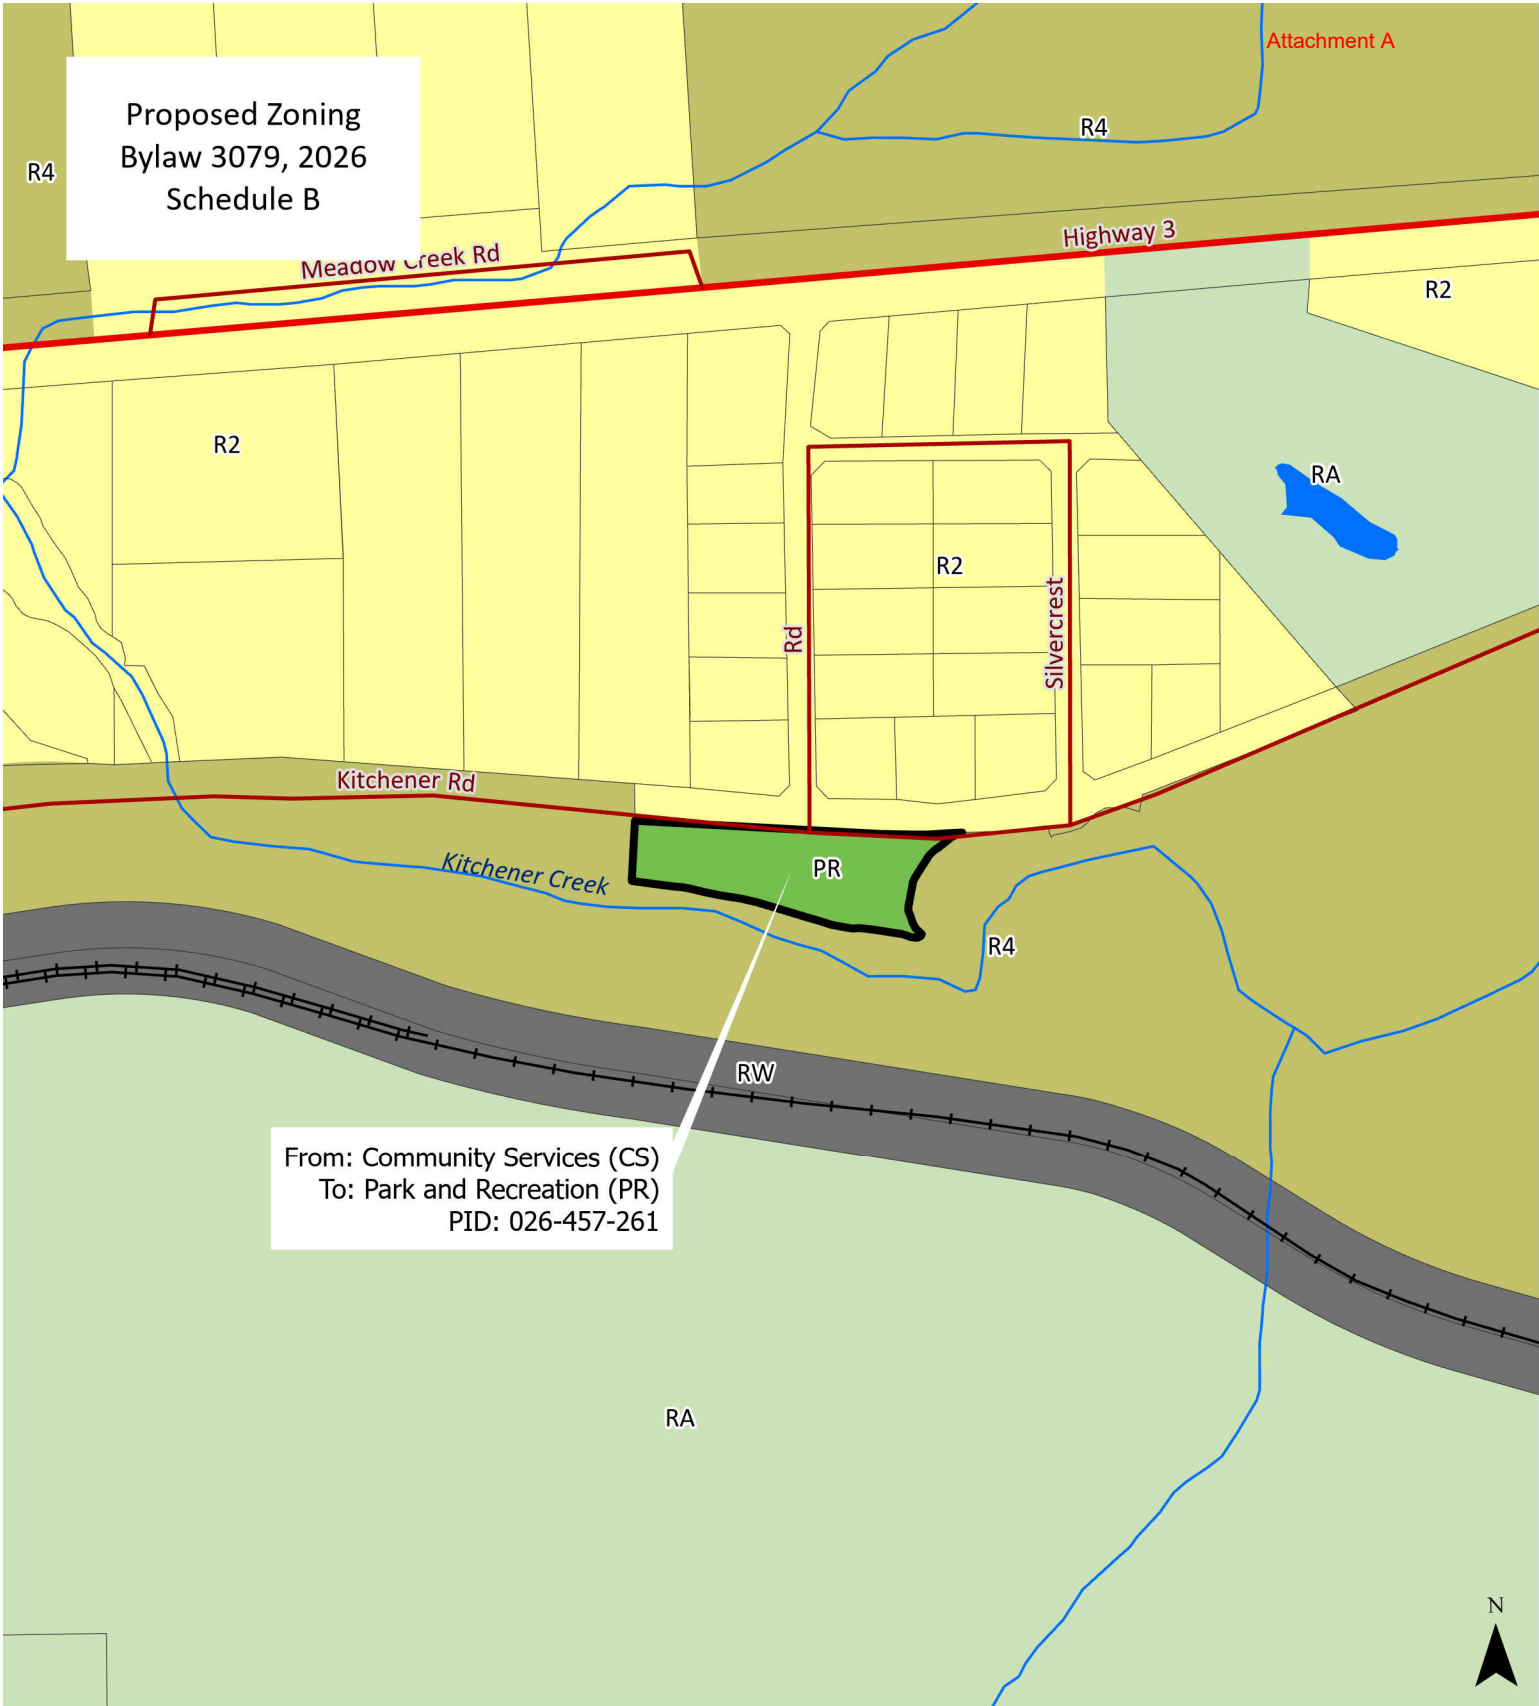 Attachment A
Proposed Zoning
Bylaw 3079, 2026
Schedule B
R4
R4
Highway 3
Meadow Creek Rd
R2
R2
RA
R2
Rd
Silvercrest
Kitchener Rd
PR
Kitchener Creek
R4
RW
From: Community Services (CS)
To: Park and Recreation (PR)
PID: 026-457-261
RA
N